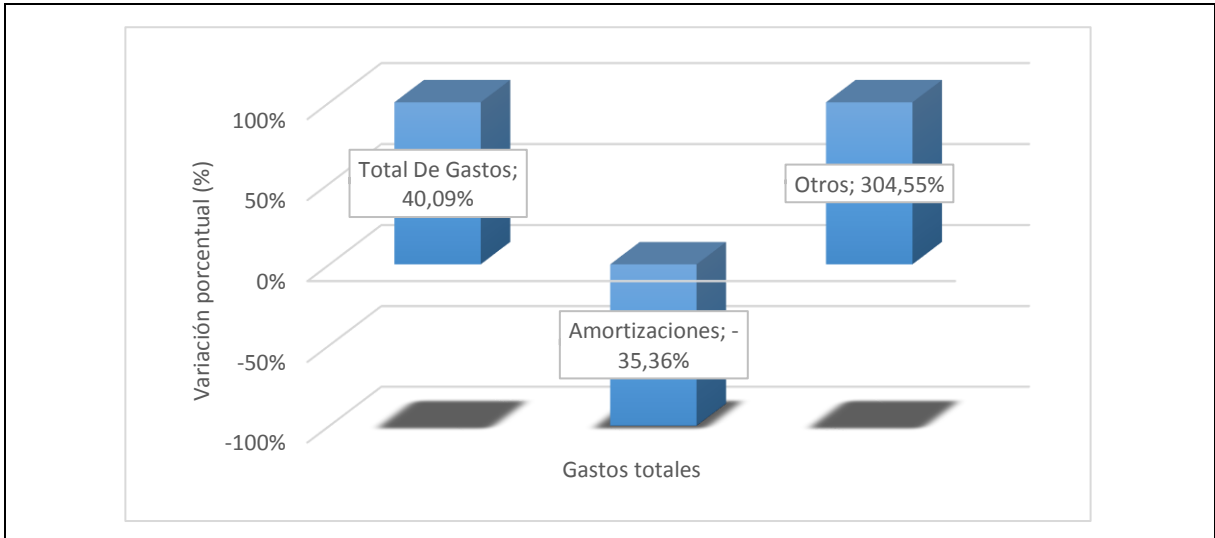 Variación porcentual (%)
100%
50%
0%
-50%
-100%
Total De Gastos;
40,09%
Amortizaciones; -
35,36%
Otros; 304,55%
Gastos totales